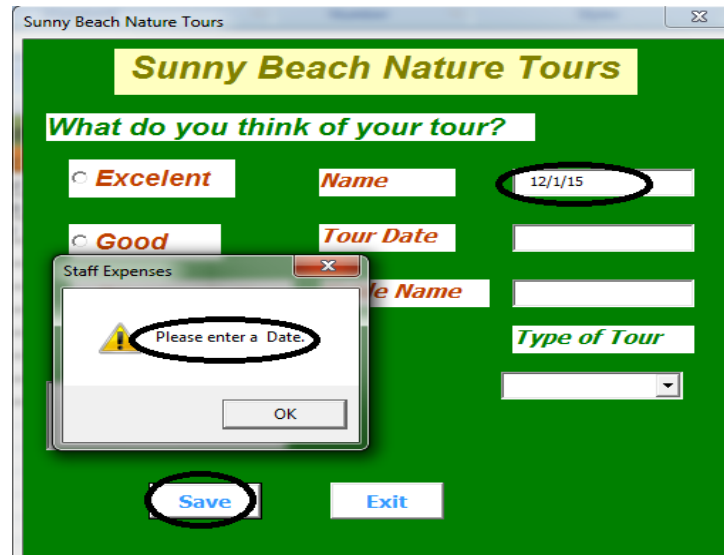 Sunny Beach Nature Tours
Sunny Beach Nature Tours
What do you think of your tour?
Excelent
Name
12/1/15
Good
Tour Date
Staff Expenses
Name
Please enter a Date.
Type of Tour
OK
Save
Exit